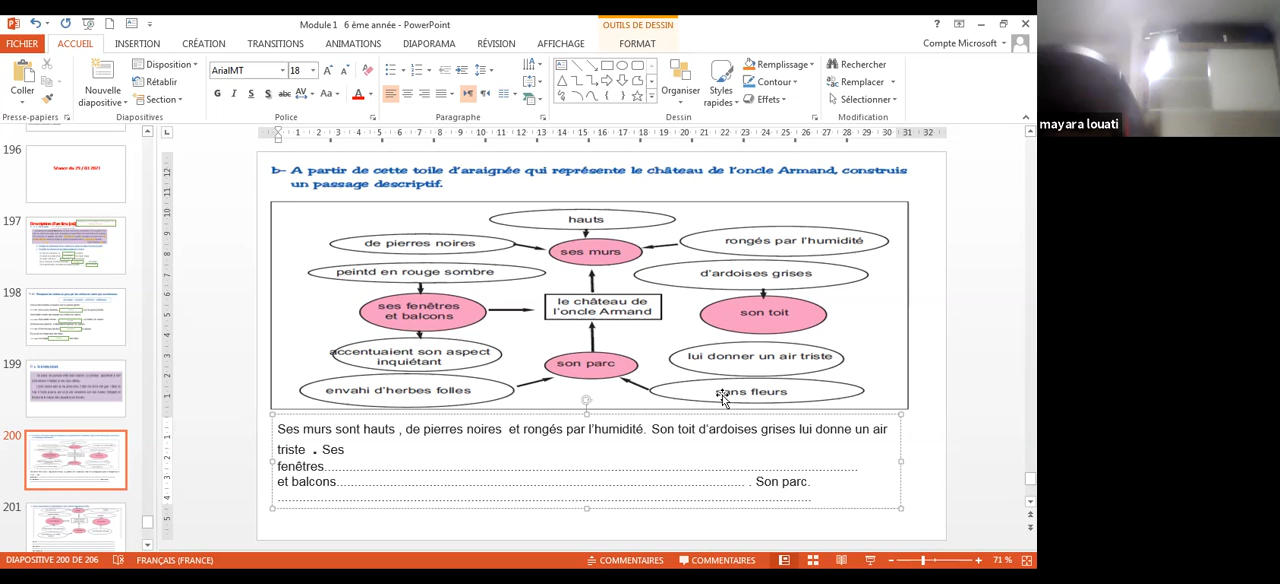 Module1 6 ème année - PowerPoint
OUTILS DE DESSIN
FICHIER ACCUEIL INSERTION CRÉATION TRANSITIONS ANIMATIONS DIAPORAMA RÉVISION AFFICHAGE FORMAT Compte Microsoft
Coller
Nouvelle diapositive
Disposition
Rétablir
Section
ArialMT 18
G I S S abc AV Aa A
Organiser
Styles rapides
Remplissage
Contour
Effets
Rechercher
Remplacer
Sélectionner
Presse-papiers Diapositives Police Paragraphe Dessin Modification
mayara louati
196
197
198
199
200
201
b- A partir de cette toile d'araignée qui représente le château de l'oncle Armand, construis
un passage descriptif.
hauts
de pierres noires
ses murs
rongés par l'humidité
peintd en rouge sombre
d'ardoises grises
ses fenêtres
et balcons
le château de
l'oncle Armand
son toit
accentuaient son aspect
inquiétant
son parc
lui donner un air triste
envahi d'herbes folles
sans fleurs
Ses murs sont hauts , de pierres noires et rongés par l'humidité. Son toit d'ardoises grises lui donne un air
triste . Ses
fenêtres
et balcons Son parc.
DIAPOSITIVE 200 DE 206 FRANÇAIS (FRANCE) COMMENTAIRES COMMENTAIRES 71 %